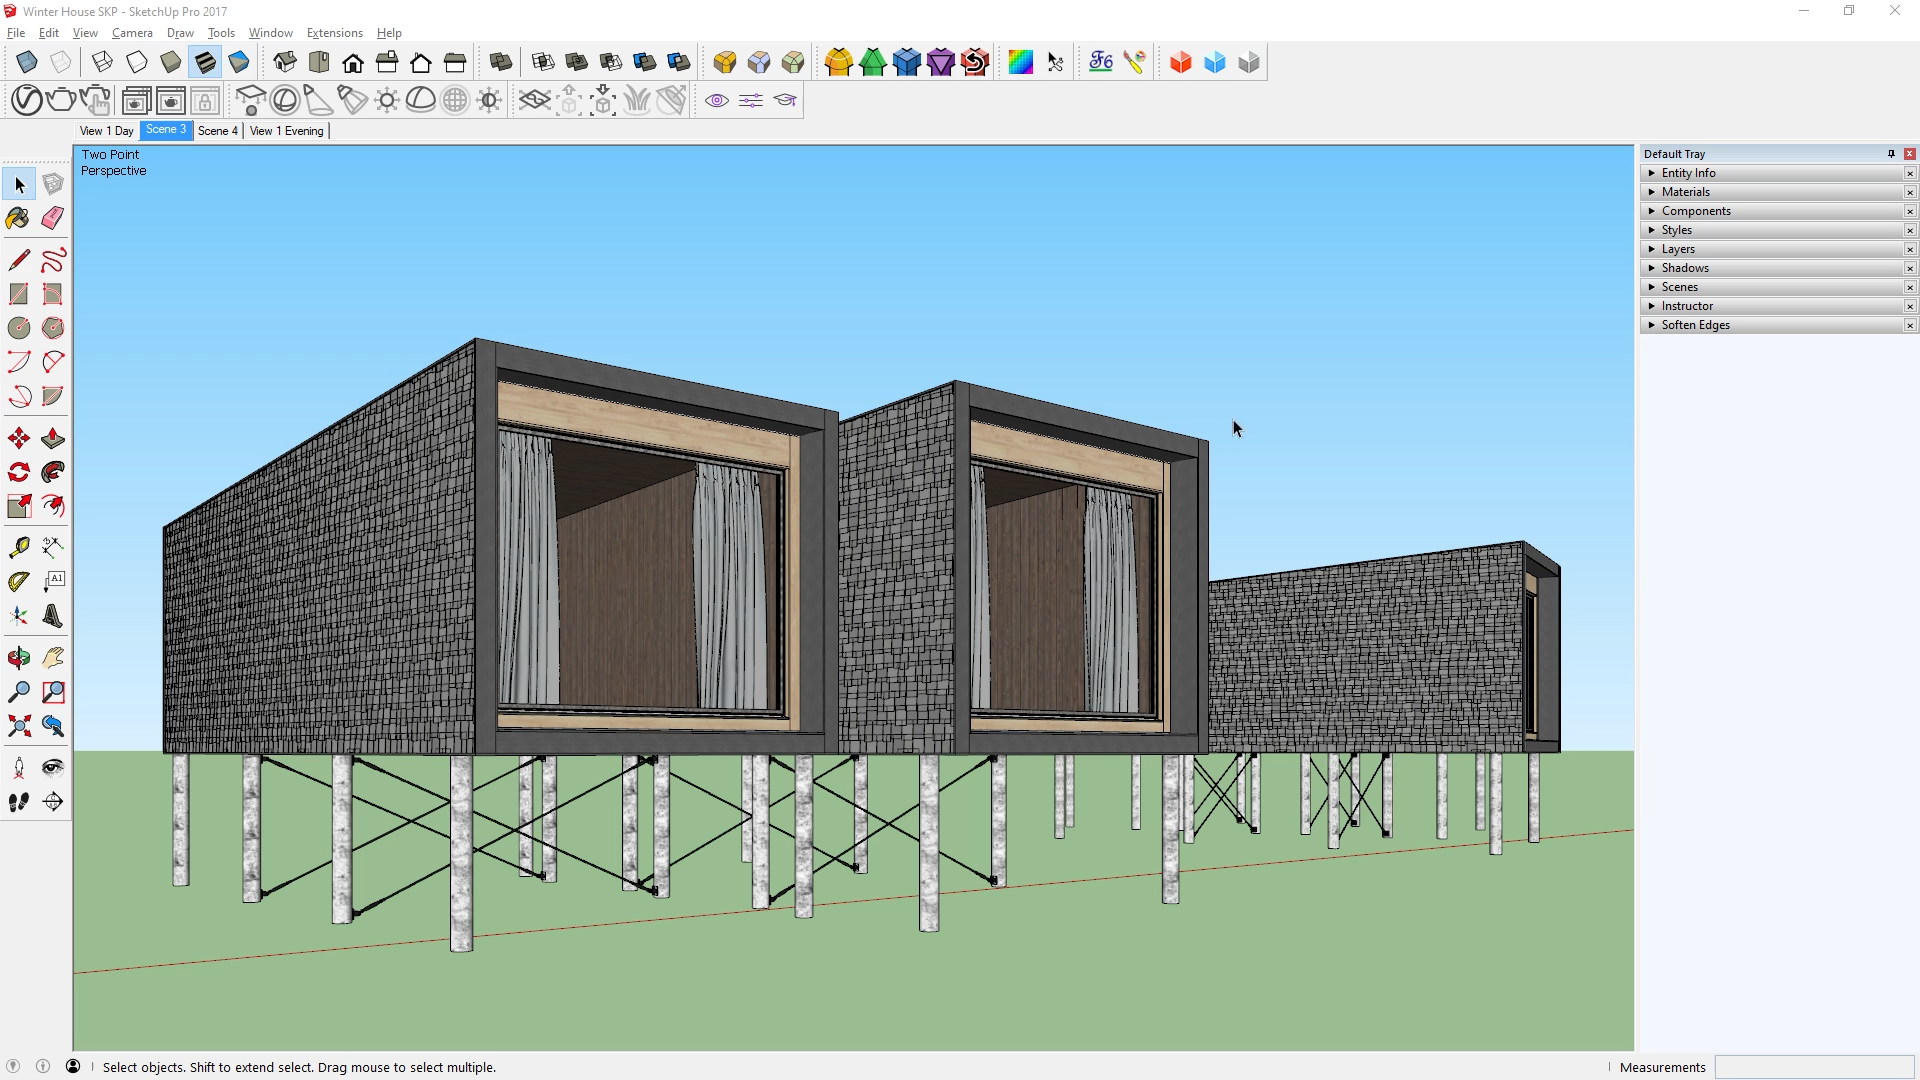 Winter House SKP - SketchUp Pro 2017
File Edit View Camera Draw Tools Window Extensions Help
F6
View 1 Day Scene 3 Scene 4 View 1 Evening
Two Point
Perspective
Default Tray
Entity Info
Materials
Components
Styles
Layers
Shadows
Scenes
Instructor
Soften Edges
A1
Select objects. Shift to extend select. Drag mouse to select multiple.
Measurements